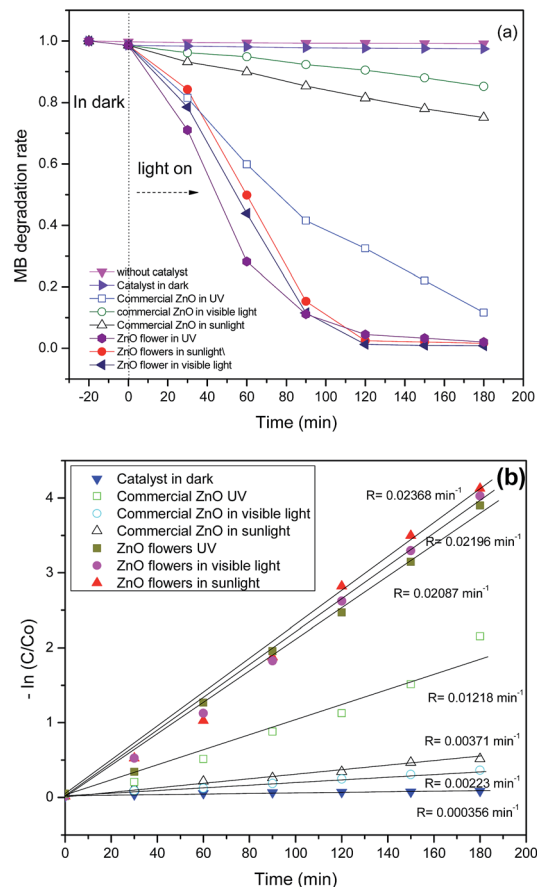 (a)
1.0
0.8
0.6
0.4
0.2
0.0
MB degradation rate
In dark
light on
without catalyst
Catalyst in dark
Commercial ZnO in UV
commercial ZnO in visible light
Commercial ZnO in sunlight
ZnO flower in UV
ZnO flowers in sunlight\
ZnO flower in visible light
-20 0 20 40 60 80 100 120 140 160 180 200
Time (min)
(b)
4
3
2
1
0
- ln (C/Co)
Catalyst in dark
Commercial ZnO UV
Commercial ZnO in visible light
Commercial ZnO in sunlight
ZnO flowers UV
ZnO flowers in visible light
ZnO flowers in sunlight
R= 0.02368 min-1
R= 0.02196 min-1
R= 0.02087 min-1
R= 0.01218 min-1
R= 0.00371 min-1
R= 0.00223 min-1
R= 0.000356 min-1
0 20 40 60 80 100 120 140 160 180 200
Time (min)